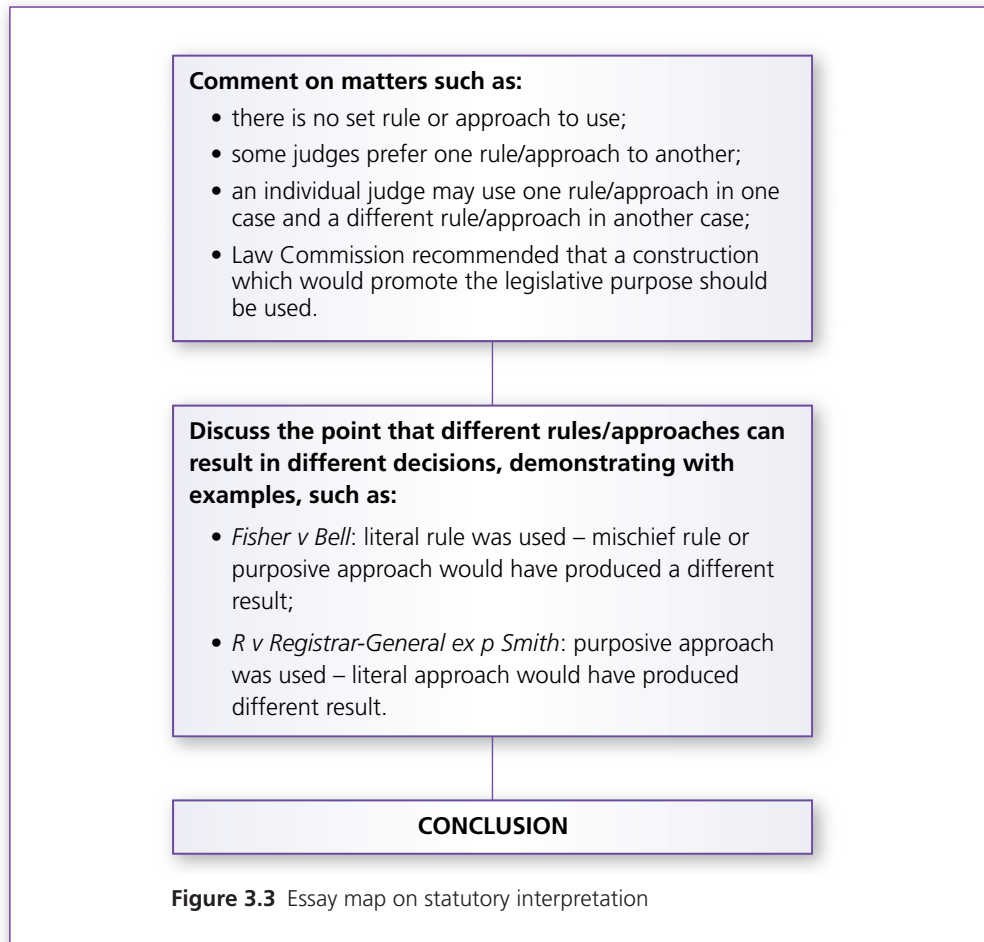 Comment on matters such as:
• there is no set rule or approach to use;
• some judges prefer one rule/approach to another;
• an individual judge may use one rule/approach in one
case and a different rule/approach in another case;
• Law Commission recommended that a construction
which would promote the legislative purpose should
be used.
Discuss the point that different rules/approaches can
result in different decisions, demonstrating with
examples, such as:
• Fisher v Bell: literal rule was used – mischief rule or
purposive approach would have produced a different
result;
• R v Registrar-General ex p Smith: purposive approach
was used – literal approach would have produced
different result.
CONCLUSION
Figure 3.3 Essay map on statutory interpretation